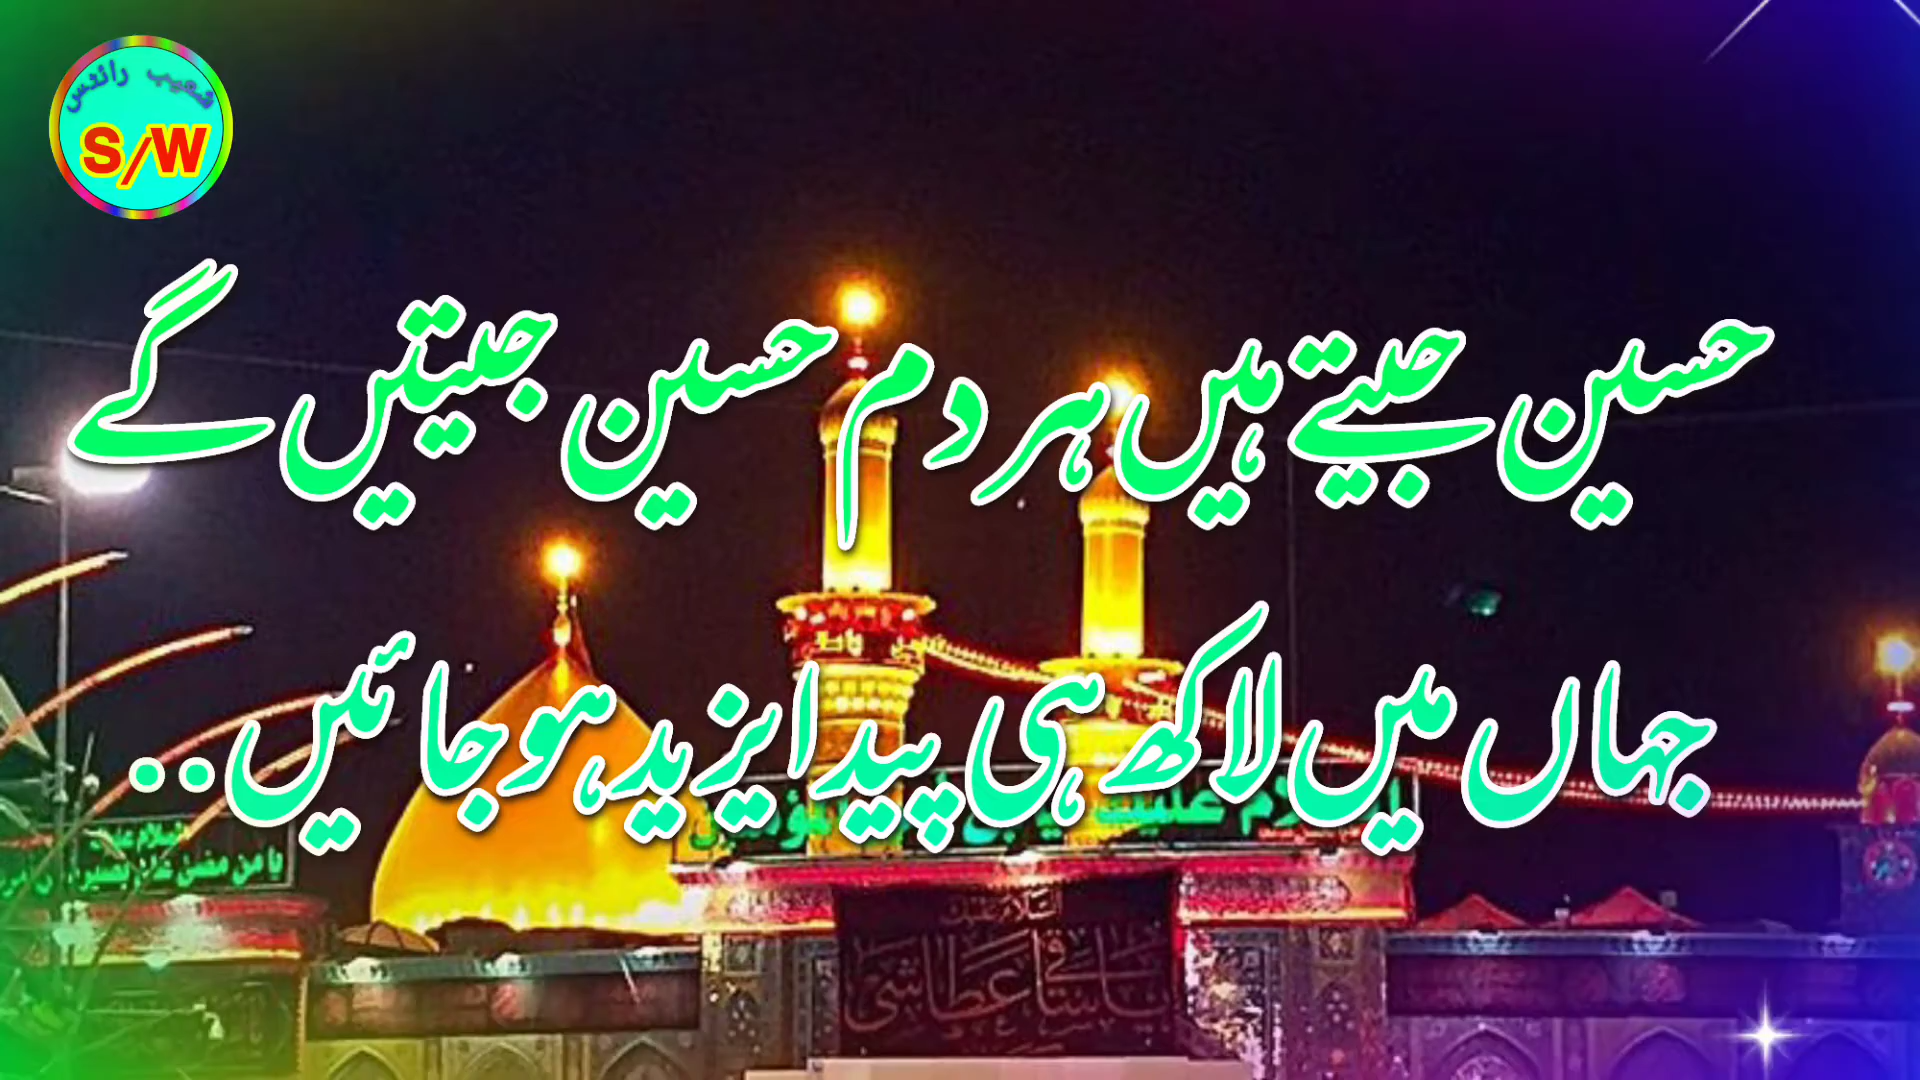 شعیب رائٹس
S/W
حسین جیتے ہیں ہر دم حسین جیتیں گے
جہاں میں لاکھ ہی پیدا یزید ہو جائیں..
السلام علیک
یا ساقی عطاشی